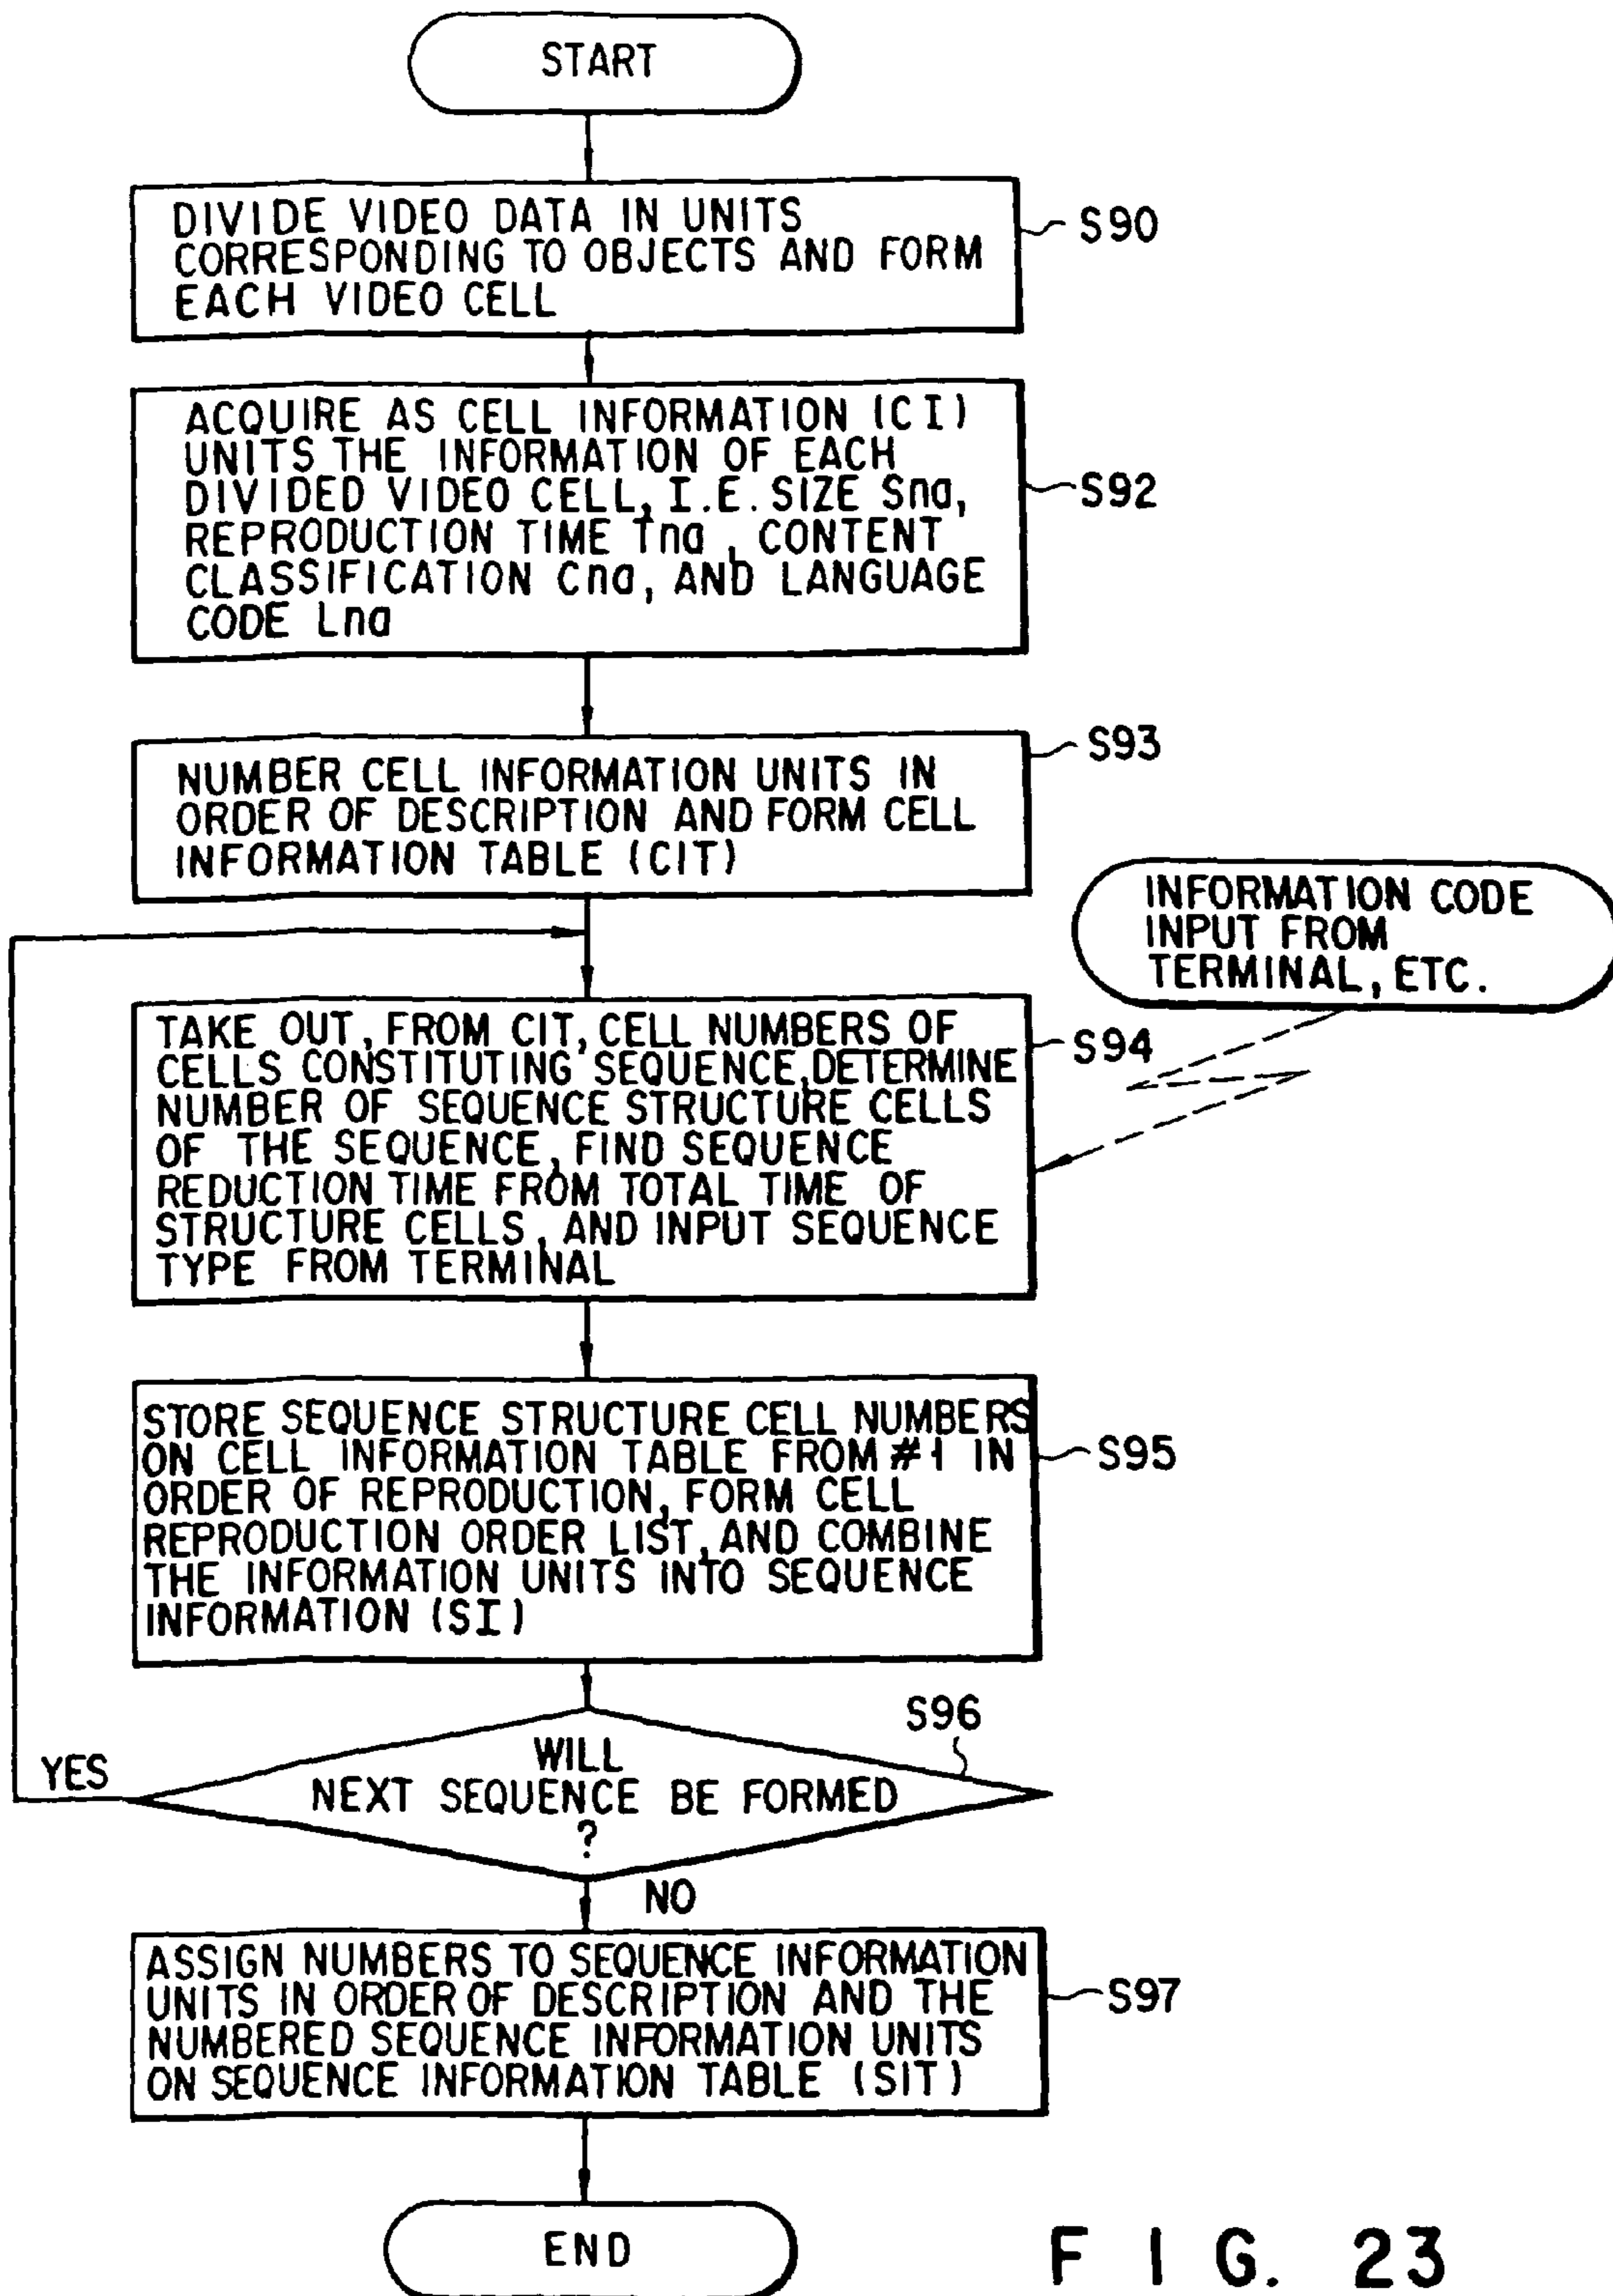 START
DIVIDE VIDEO DATA IN UNITS
CORRESPONDING TO OBJECTS AND FORM
EACH VIDEO CELL
S90
ACQUIRE AS CELL INFORMATION (CI)
UNITS THE INFORMATION OF EACH
DIVIDED VIDEO CELL, I.E. SIZE Sna,
REPRODUCTION TIME Tna, CONTENT
CLASSIFICATION Cna, AND LANGUAGE
CODE Lna
S92
NUMBER CELL INFORMATION UNITS IN
ORDER OF DESCRIPTION AND FORM CELL
INFORMATION TABLE (CIT)
S93
INFORMATION CODE
INPUT FROM
TERMINAL, ETC.
TAKE OUT, FROM CIT, CELL NUMBERS OF
CELLS CONSTITUTING SEQUENCE, DETERMINE
NUMBER OF SEQUENCE STRUCTURE CELLS
OF THE SEQUENCE, FIND SEQUENCE
REDUCTION TIME FROM TOTAL TIME OF
STRUCTURE CELLS, AND INPUT SEQUENCE
TYPE FROM TERMINAL
S94
STORE SEQUENCE STRUCTURE CELL NUMBERS
ON CELL INFORMATION TABLE FROM #1 IN
ORDER OF REPRODUCTION, FORM CELL
REPRODUCTION ORDER LIST, AND COMBINE
THE INFORMATION UNITS INTO SEQUENCE
INFORMATION (SI)
S95
S96
WILL
NEXT SEQUENCE BE FORMED
?
YES
NO
ASSIGN NUMBERS TO SEQUENCE INFORMATION
UNITS IN ORDER OF DESCRIPTION AND THE
NUMBERED SEQUENCE INFORMATION UNITS
ON SEQUENCE INFORMATION TABLE (SIT)
S97
END
FIG. 23